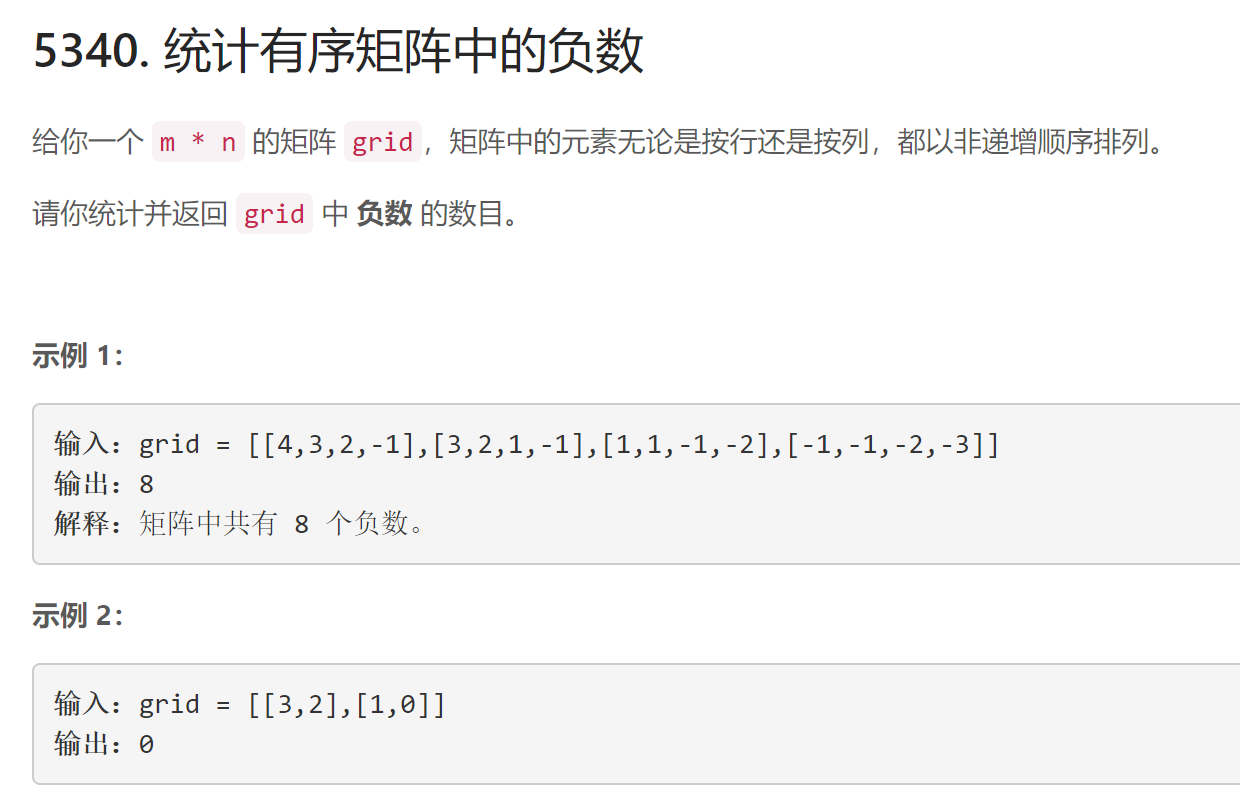 5340. 统计有序矩阵中的负数
给你一个 m * n 的矩阵 grid，矩阵中的元素无论是按行还是按列，都以非递增顺序排列。
请你统计并返回 grid 中 负数 的数目。
示例 1：
输入：grid = [[4,3,2,-1],[3,2,1,-1],[1,1,-1,-2],[-1,-1,-2,-3]]
输出：8
解释：矩阵中共有 8 个负数。
示例 2：
输入：grid = [[3,2],[1,0]]
输出：0